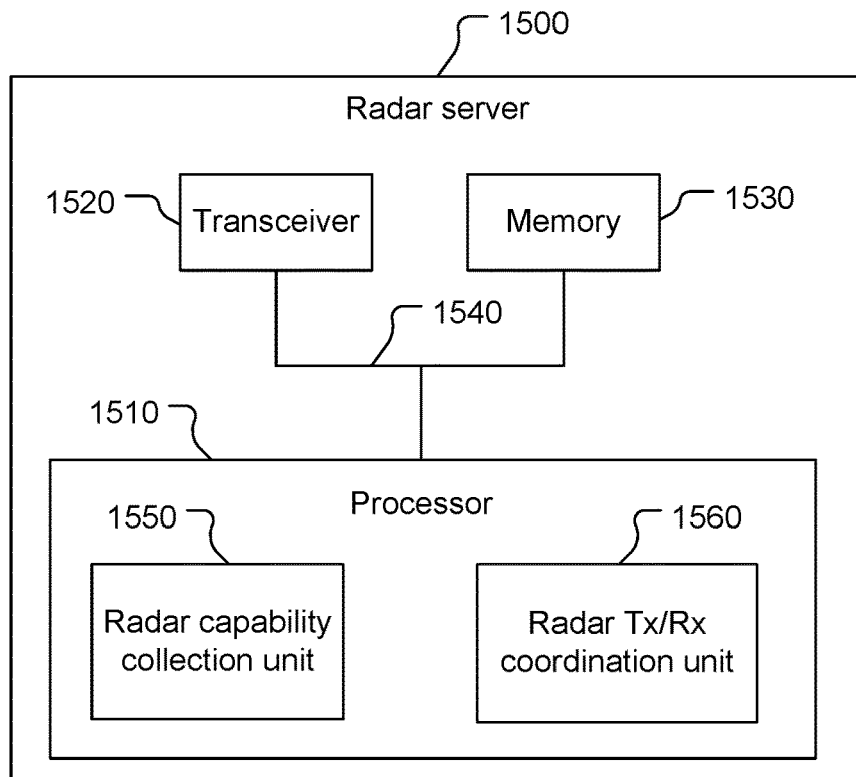 1500
Radar server
1520
Transceiver
Memory
1530
1540
1510
Processor
1550
1560
Radar capability
collection unit
Radar Tx/Rx
coordination unit